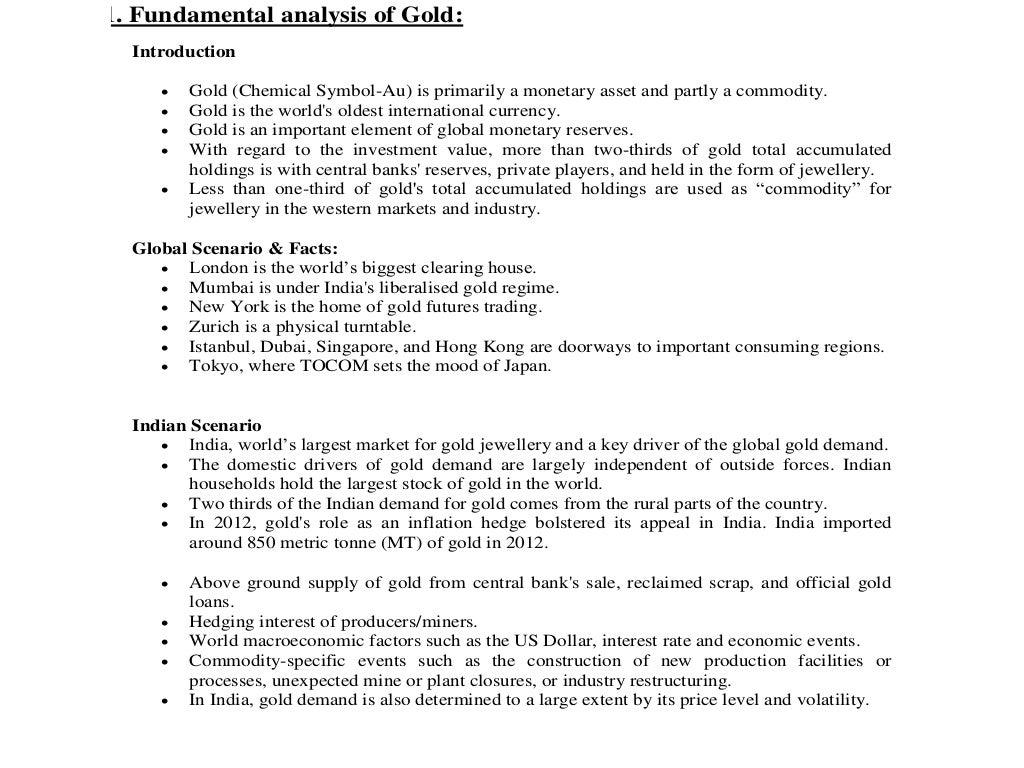 1. Fundamental analysis of Gold:
Introduction
• Gold (Chemical Symbol-Au) is primarily a monetary asset and partly a commodity.
• Gold is the world's oldest international currency.
• Gold is an important element of global monetary reserves.
• With regard to the investment value, more than two-thirds of gold total accumulated
holdings is with central banks' reserves, private players, and held in the form of jewellery.
• Less than one-third of gold's total accumulated holdings are used as “commodity” for
jewellery in the western markets and industry.
Global Scenario & Facts:
• London is the world’s biggest clearing house.
• Mumbai is under India's liberalised gold regime.
• New York is the home of gold futures trading.
• Zurich is a physical turntable.
• Istanbul, Dubai, Singapore, and Hong Kong are doorways to important consuming regions.
• Tokyo, where TOCOM sets the mood of Japan.
Indian Scenario
• India, world’s largest market for gold jewellery and a key driver of the global gold demand.
• The domestic drivers of gold demand are largely independent of outside forces. Indian
households hold the largest stock of gold in the world.
• Two thirds of the Indian demand for gold comes from the rural parts of the country.
• In 2012, gold's role as an inflation hedge bolstered its appeal in India. India imported
around 850 metric tonne (MT) of gold in 2012.
• Above ground supply of gold from central bank's sale, reclaimed scrap, and official gold
loans.
• Hedging interest of producers/miners.
• World macroeconomic factors such as the US Dollar, interest rate and economic events.
• Commodity-specific events such as the construction of new production facilities or
processes, unexpected mine or plant closures, or industry restructuring.
• In India, gold demand is also determined to a large extent by its price level and volatility.